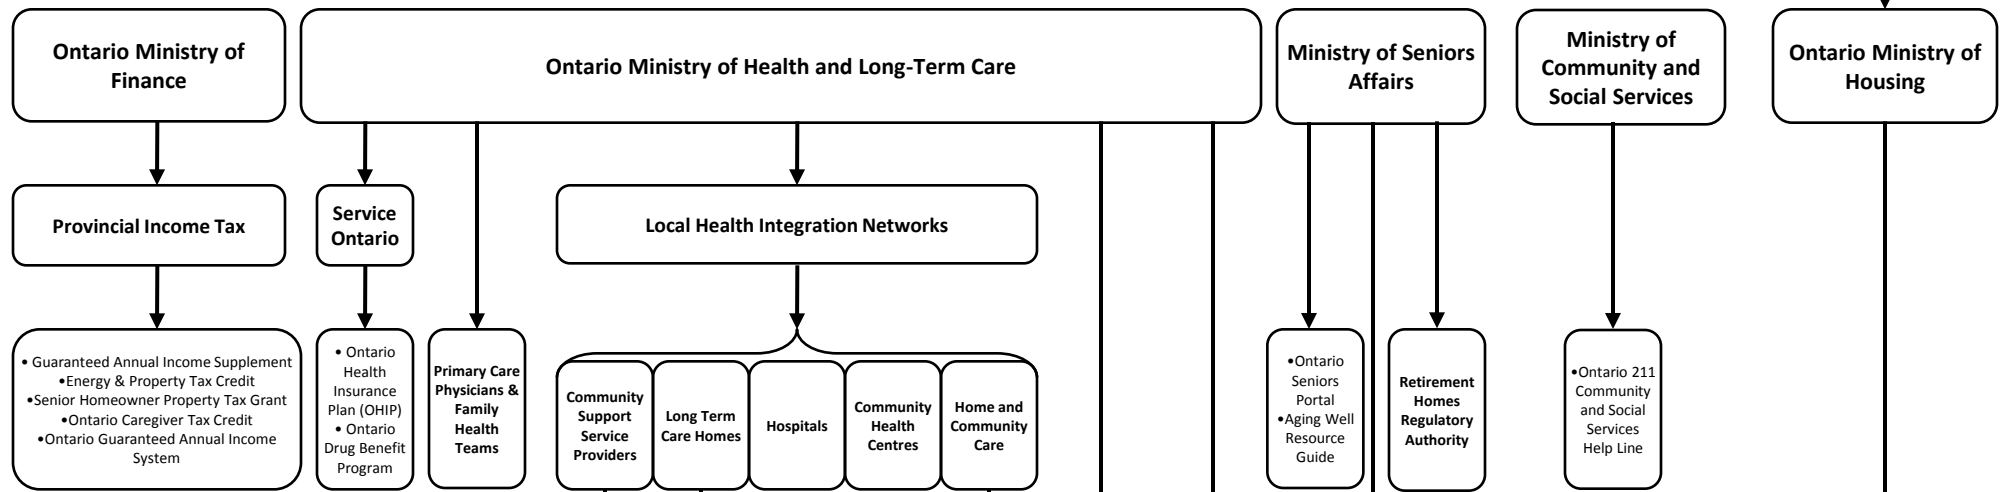 Ontario Ministry of
Finance
Ontario Ministry of Health and Long-Term Care
Ministry of Seniors
Affairs
Ministry of
Community and
Social Services
Ontario Ministry of
Housing
Provincial Income Tax
Service
Ontario
Local Health Integration Networks
• Guaranteed Annual Income Supplement
•Energy & Property Tax Credit
•Senior Homeowner Property Tax Grant
•Ontario Caregiver Tax Credit
•Ontario Guaranteed Annual Income
System
• Ontario
Health
Insurance
Plan (OHIP)
• Ontario
Drug Benefit
Program
Primary Care
Physicians &
Family
Health
Teams
Community
Support
Service
Providers
Long Term
Care Homes
Hospitals
Community
Health
Centres
Home and
Community
Care
•Ontario
Seniors
Portal
•Aging Well
Resource
Guide
Retirement
Homes
Regulatory
Authority
•Ontario 211
Community
and Social
Services
Help Line